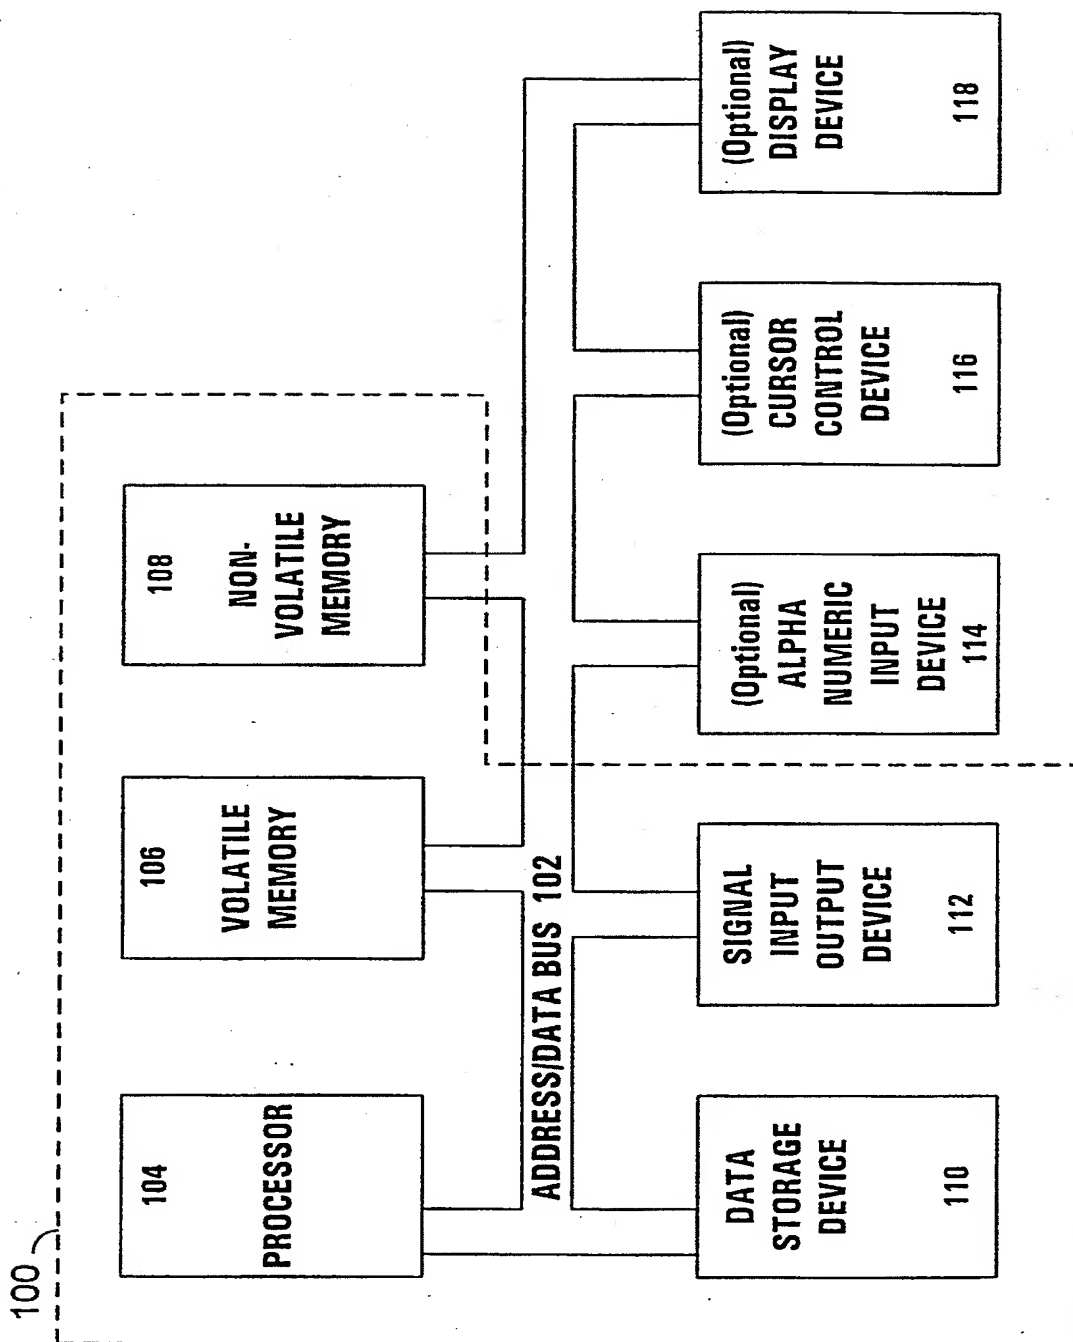 100
104
PROCESSOR
106
VOLATILE
MEMORY
108
NON-
VOLATILE
MEMORY
ADDRESS/DATA BUS 102
DATA
STORAGE
DEVICE
110
SIGNAL
INPUT
OUTPUT
DEVICE
112
(Optional)
ALPHA
NUMERIC
INPUT
DEVICE
114
(Optional)
CURSOR
CONTROL
DEVICE
116
(Optional)
DISPLAY
DEVICE
118